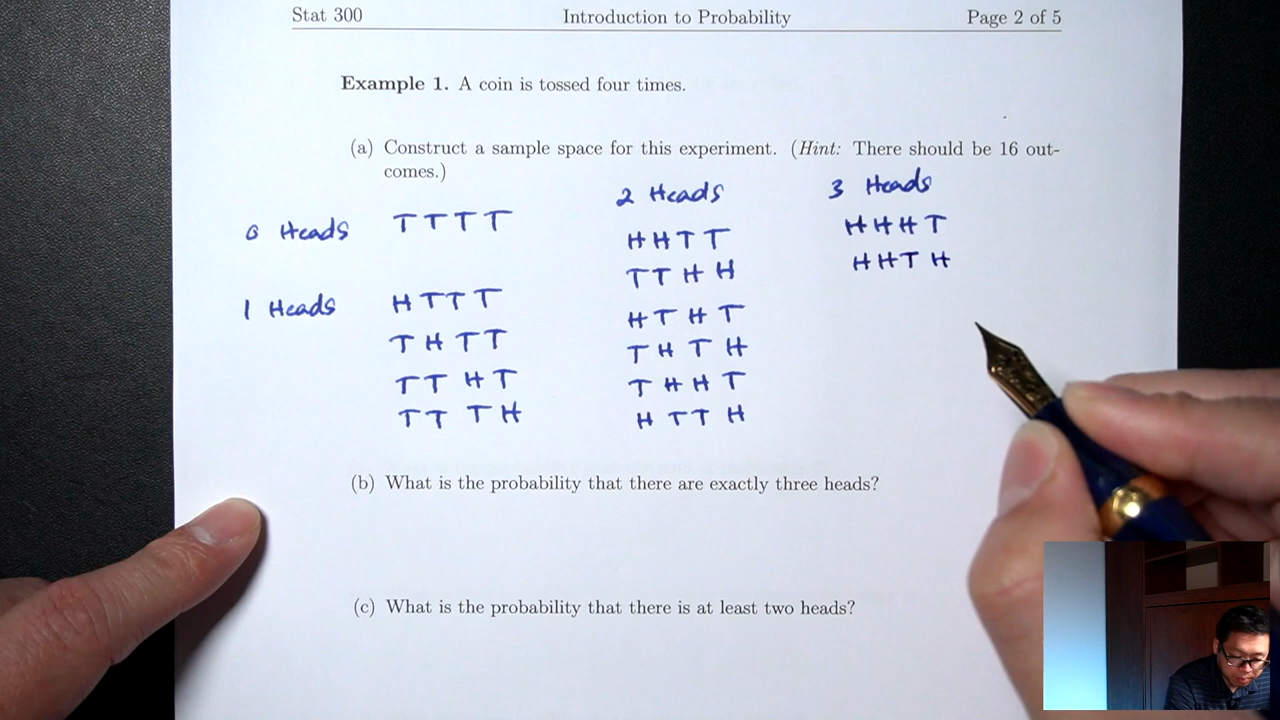 Stat 300 Introduction to Probability Page 2 of 5
Example 1. A coin is tossed four times.
(a) Construct a sample space for this experiment. (Hint: There should be 16 out-
comes.)
0 Heads TTTT
1 Heads HTTT
THTT
TTHT
TTTH
2 Heads
HHTT
TTHH
HTHT
THTH
THHT
HTTH
3 Heads
HHHT
HHTH
(b) What is the probability that there are exactly three heads?
(c) What is the probability that there is at least two heads?